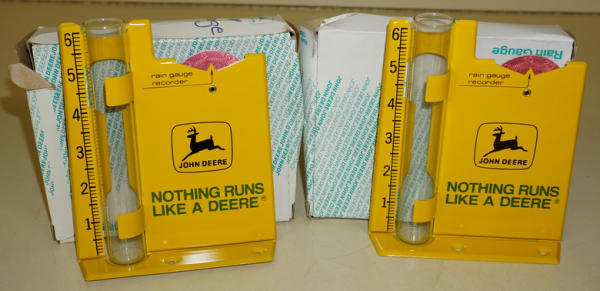 6
5
4
3
2
1
rain gauge
recorder
JOHN DEERE
NOTHING RUNS
LIKE A DEERE®
Rain Gauge
6
5
4
3
2
1
rain gauge
recorder
JOHN DEERE
NOTHING RUNS
LIKE A DEERE®